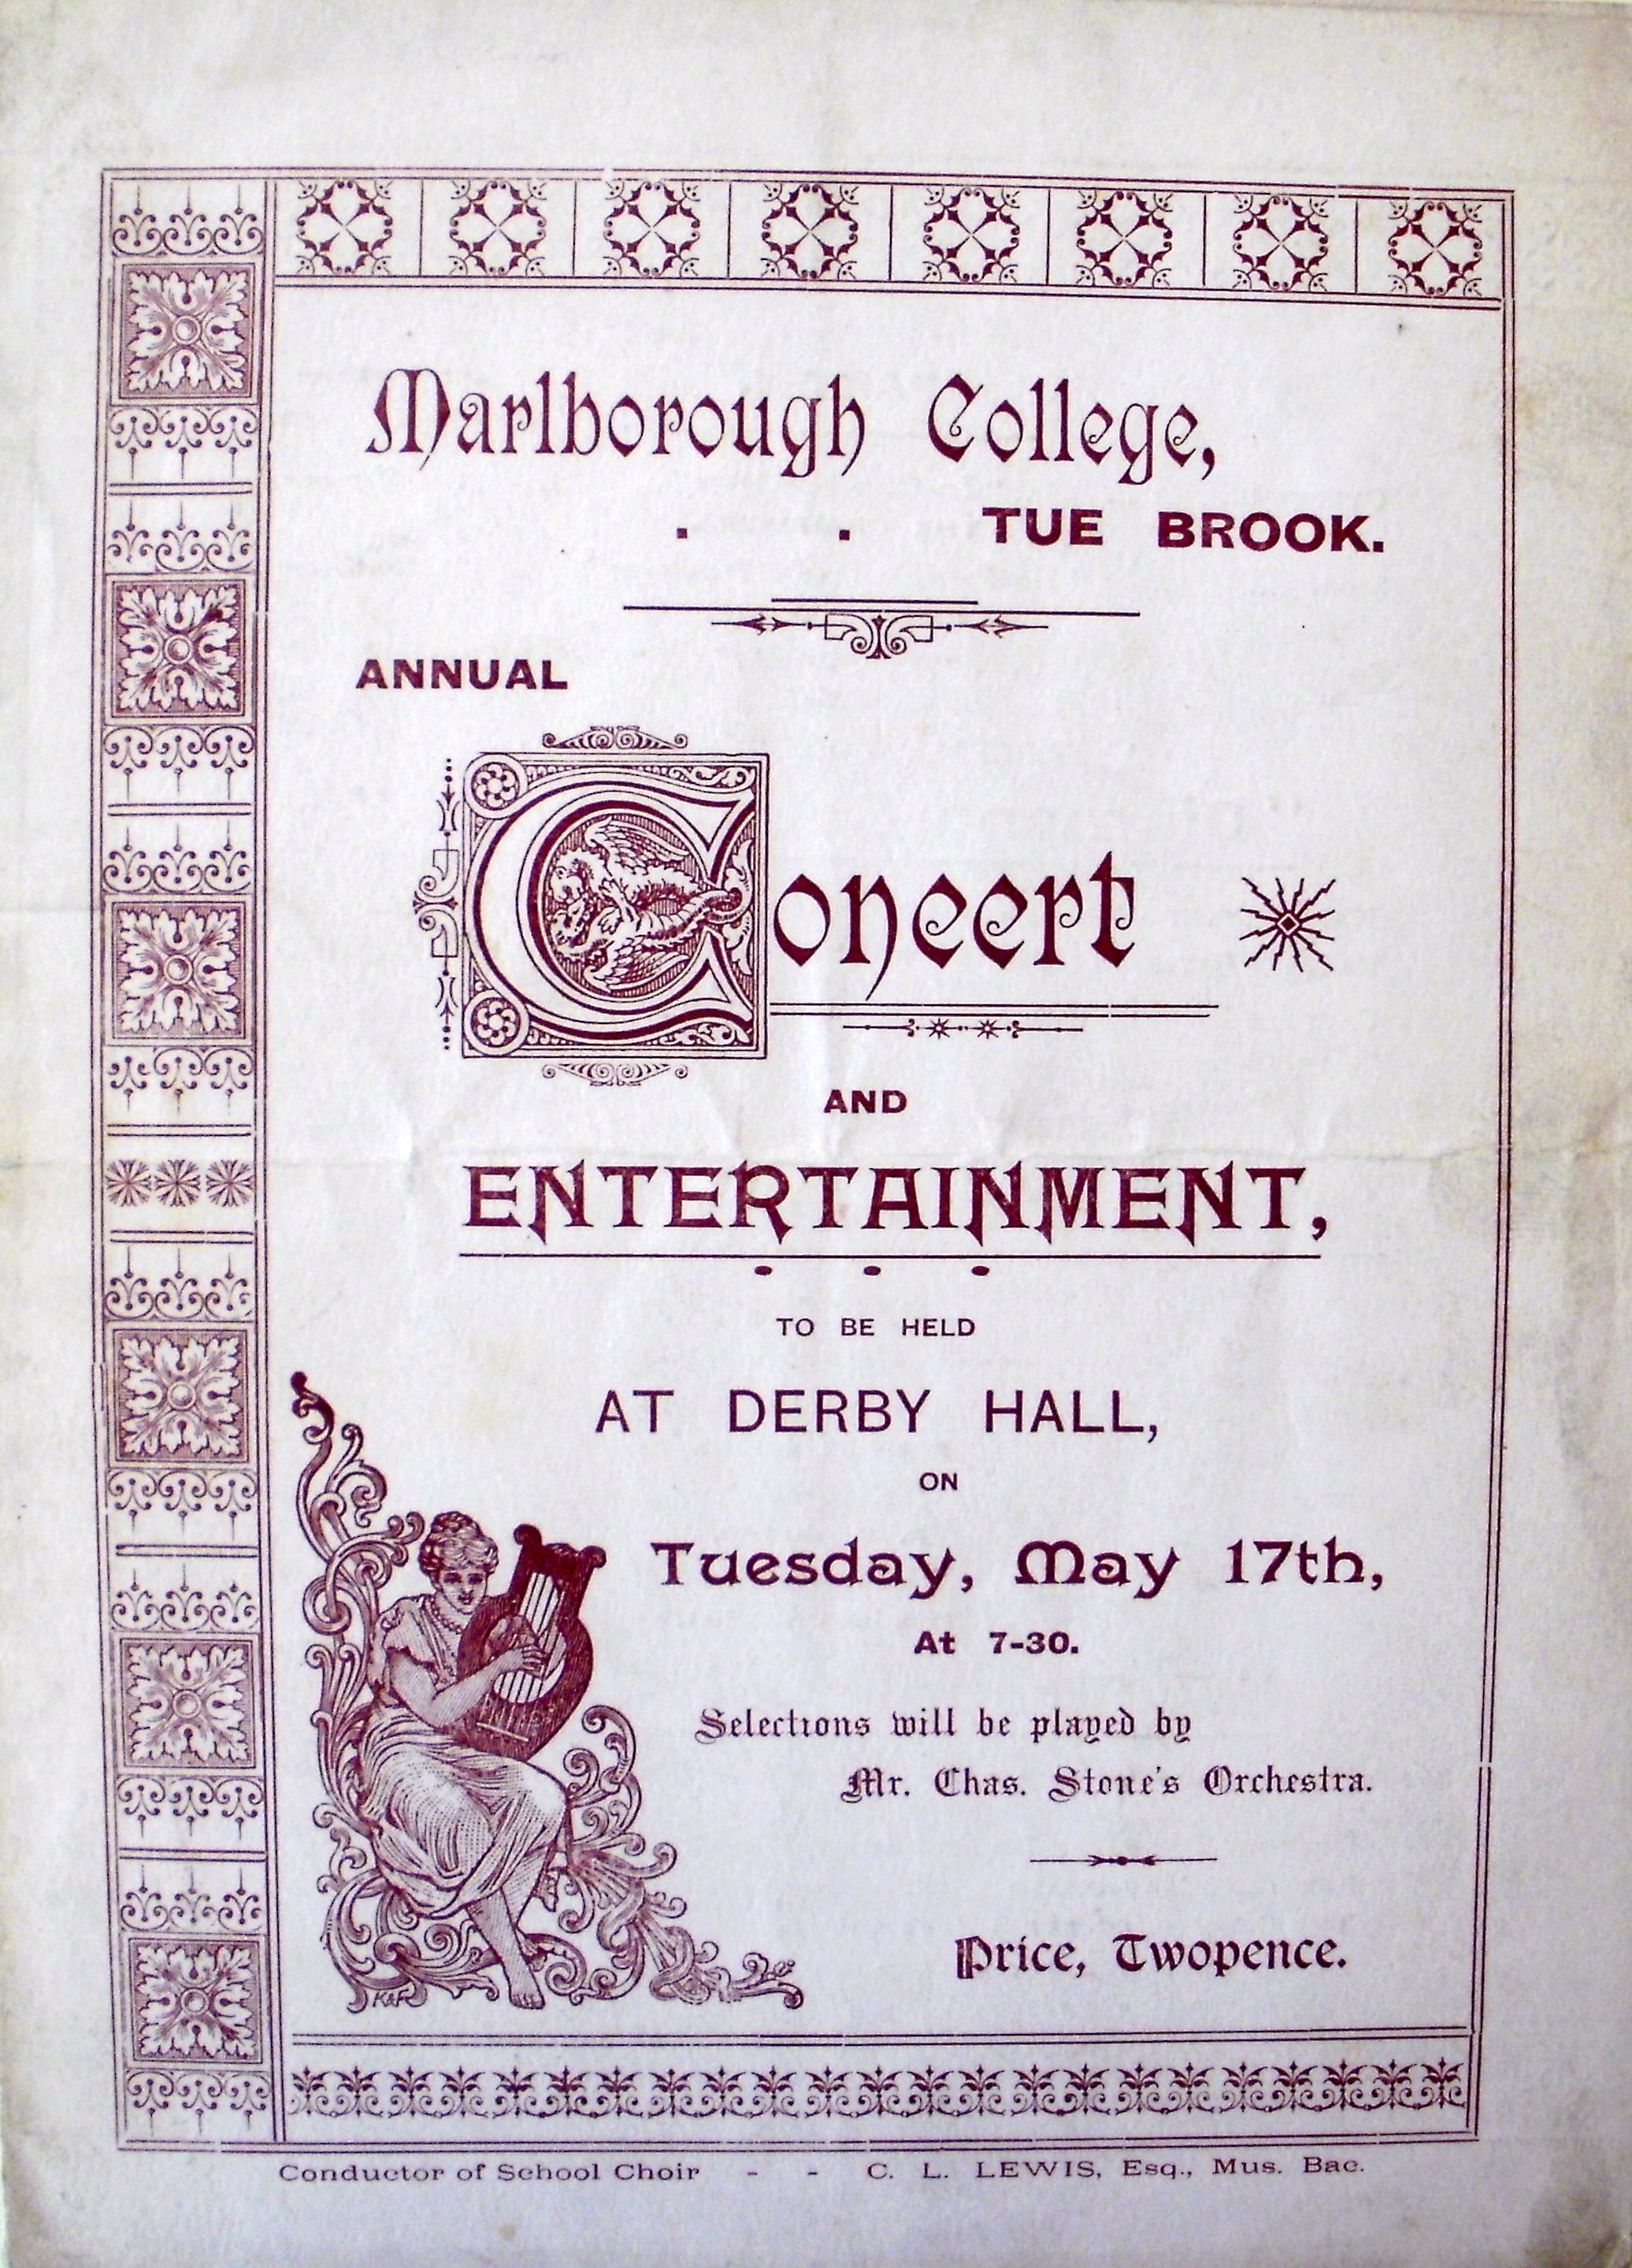 Marlborough College,
. . TUE BROOK.
ANNUAL
Concert
AND
ENTERTAINMENT,
TO BE HELD
AT DERBY HALL,
ON
Tuesday, May 17th,
At 7-30.
Selections will be played by
Mr. Chas. Stone's Orchestra.
Price, Twopence.
Conductor of School Choir - - C. L. LEWIS, Esq., Mus. Bac.